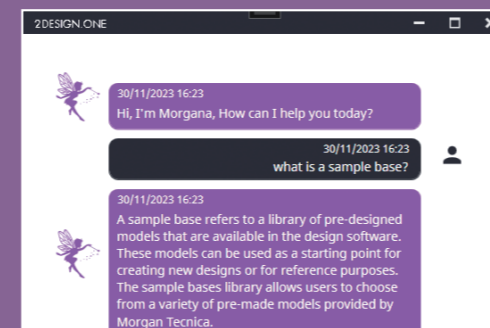 2DESIGN.ONE
30/11/2023 16:23
Hi, I'm Morgana, How can I help you today?
30/11/2023 16:23
what is a sample base?
30/11/2023 16:23
A sample base refers to a library of pre-designed
models that are available in the design software.
These models can be used as a starting point for
creating new designs or for reference purposes.
The sample bases library allows users to choose
from a variety of pre-made models provided by
Morgan Tecnica.